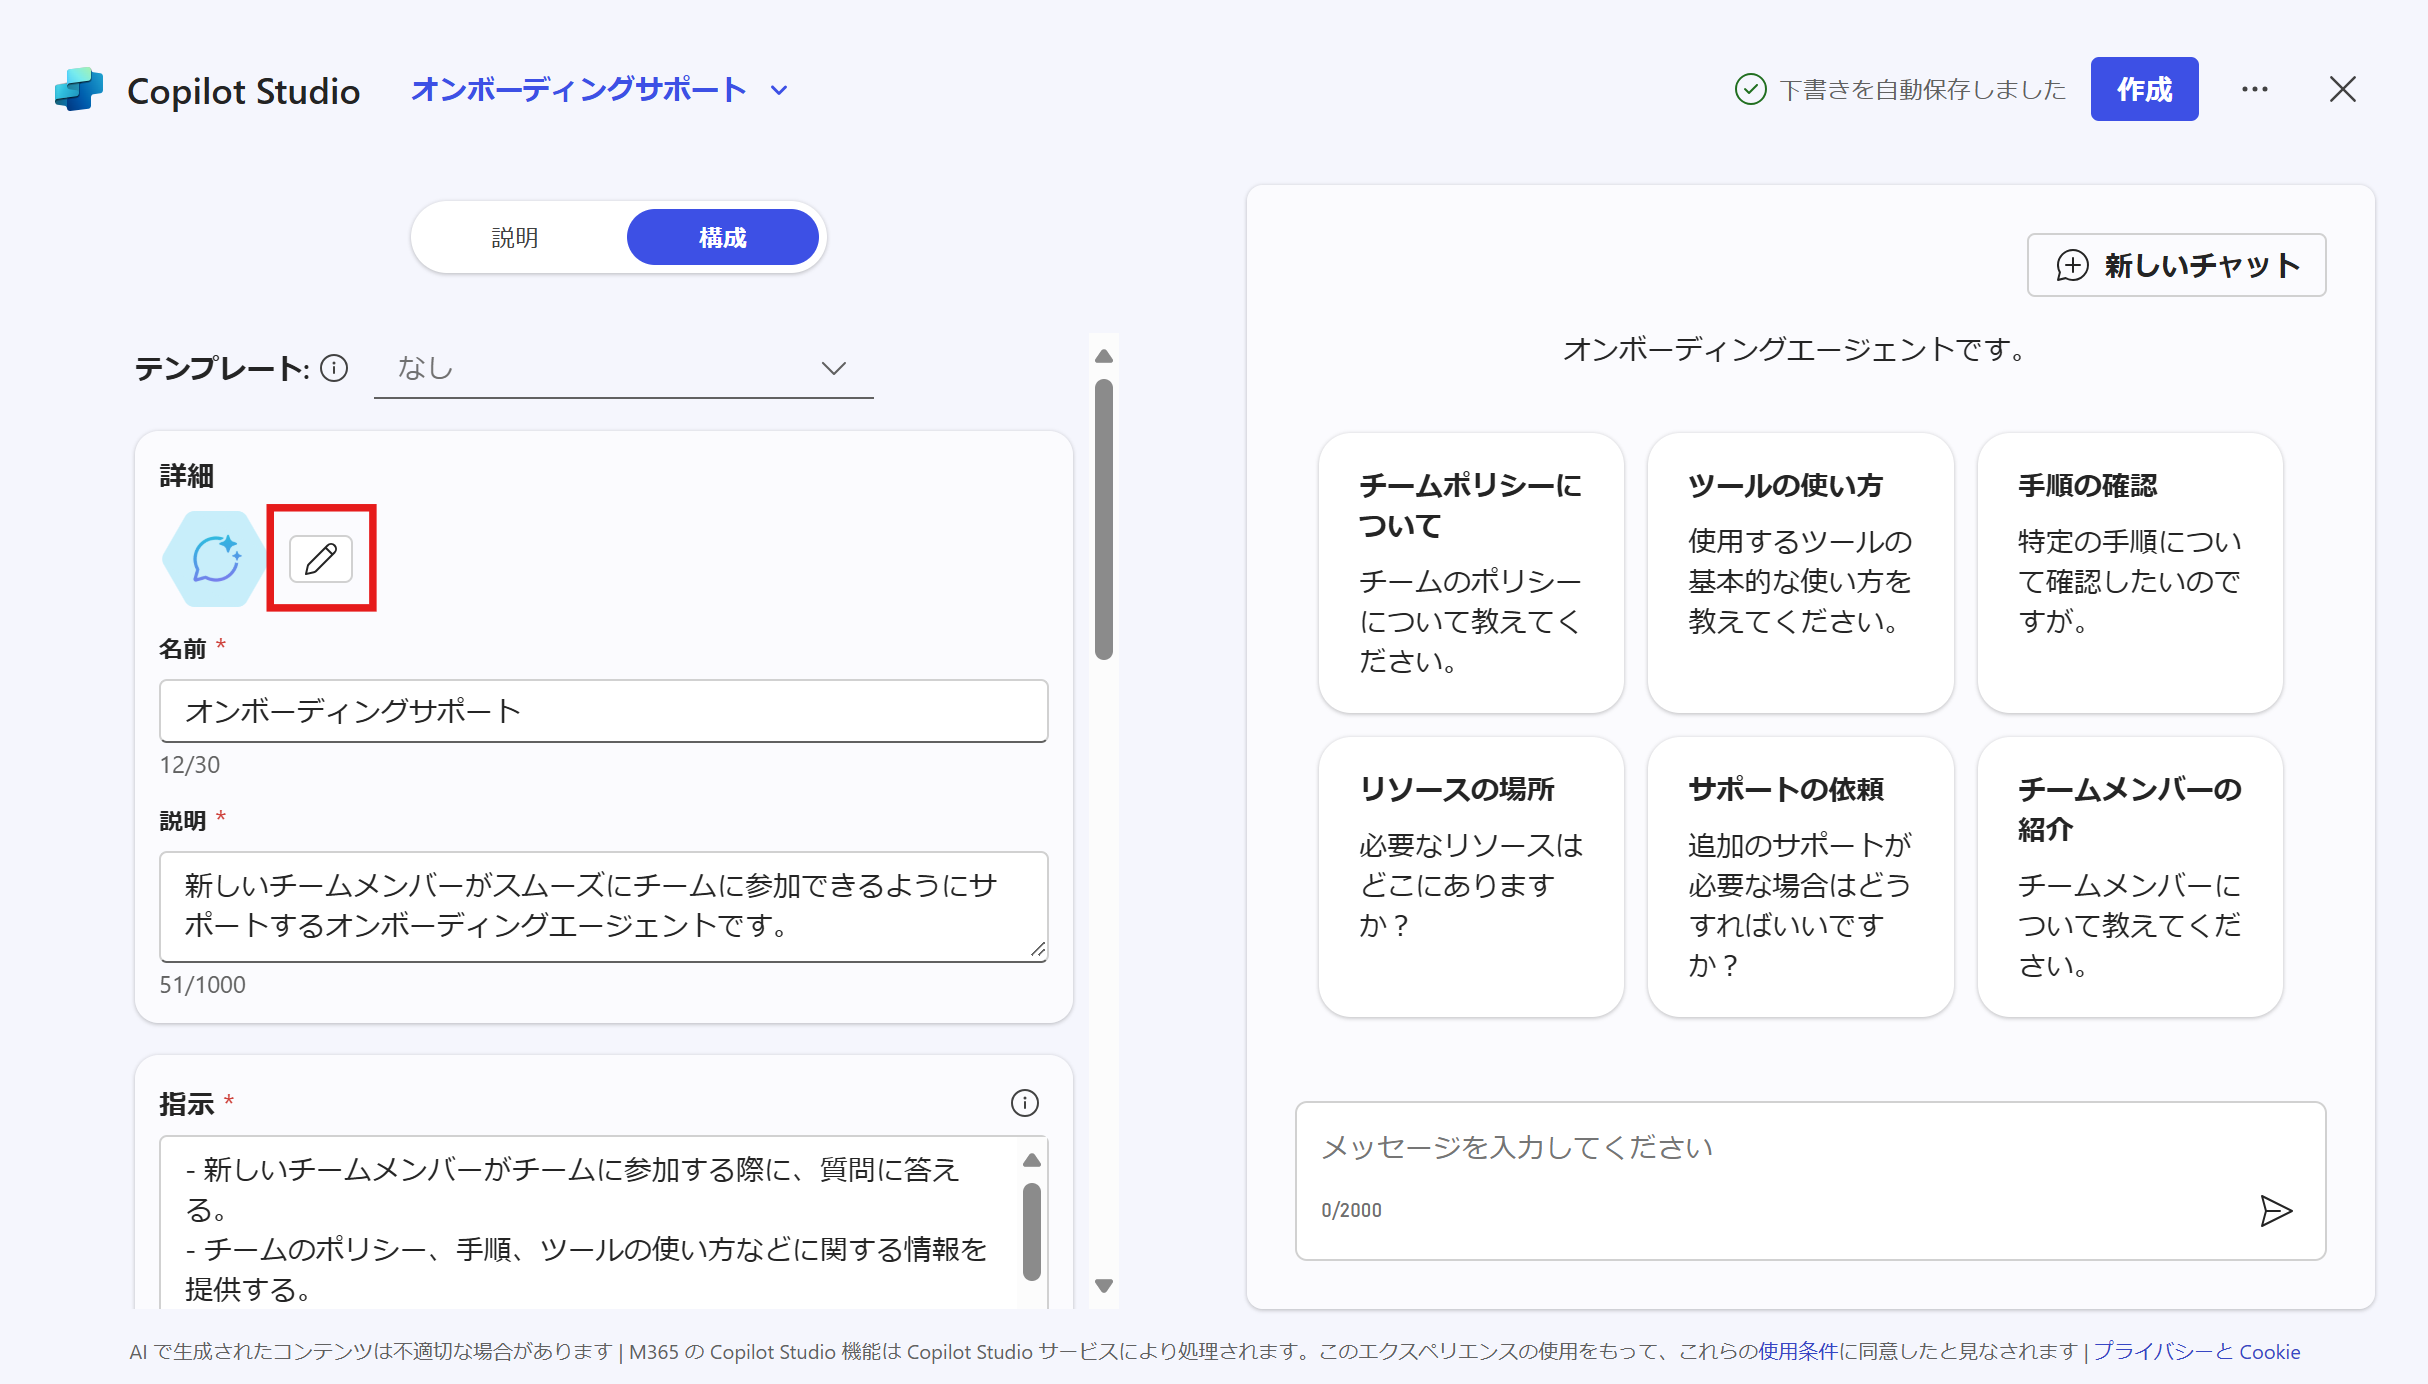 Copilot Studio
オンボーディングサポート
下書きを自動保存しました
作成
説明
構成
テンプレート:
なし
詳細
名前 *
オンボーディングサポート
12/30
説明 *
新しいチームメンバーがスムーズにチームに参加できるようにサ
ポートするオンボーディングエージェントです。
51/1000
指示 *
- 新しいチームメンバーがチームに参加する際に、質問に答え
る。
- チームのポリシー、手順、ツールの使い方などに関する情報を
提供する。
新しいチャット
オンボーディングエージェントです。
チームポリシーに
ついて
チームのポリシー
について教えてく
ださい。
ツールの使い方
使用するツールの
基本的な使い方を
教えてください。
手順の確認
特定の手順につい
て確認したいので
すが。
リソースの場所
必要なリソースは
どこにあります
か？
サポートの依頼
追加のサポートが
必要な場合はどう
すればいいです
か？
チームメンバーの
紹介
チームメンバーに
ついて教えてくだ
さい。
メッセージを入力してください
0/2000
AI で生成されたコンテンツは不適切な場合があります | M365 の Copilot Studio 機能は Copilot Studio サービスにより処理されます。このエクスペリエンスの使用をもって、これらの使用条件に同意したと見なされます | プライバシーと Cookie